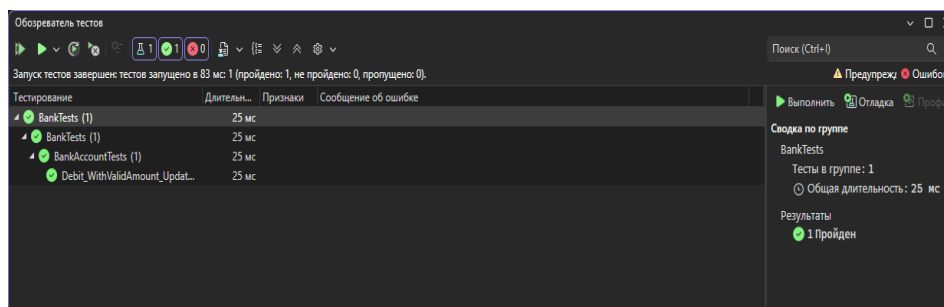 Обозреватель тестов
1 1 0
Поиск (Ctrl+I)
Запуск тестов завершен: тестов запущено в 83 мс: 1 (пройдено: 1, не пройдено: 0, пропущено: 0).
Предупреж Ошибо
Тестирование Длительн... Признаки Сообщение об ошибке
BankTests (1) 25 мс
BankTests (1) 25 мс
BankAccountTests (1) 25 мс
Debit_WithValidAmount_Updat... 25 мс
Выполнить Отладка Профи
Сводка по группе
BankTests
Тесты в группе: 1
Общая длительность: 25 мс
Результаты
1 Пройден